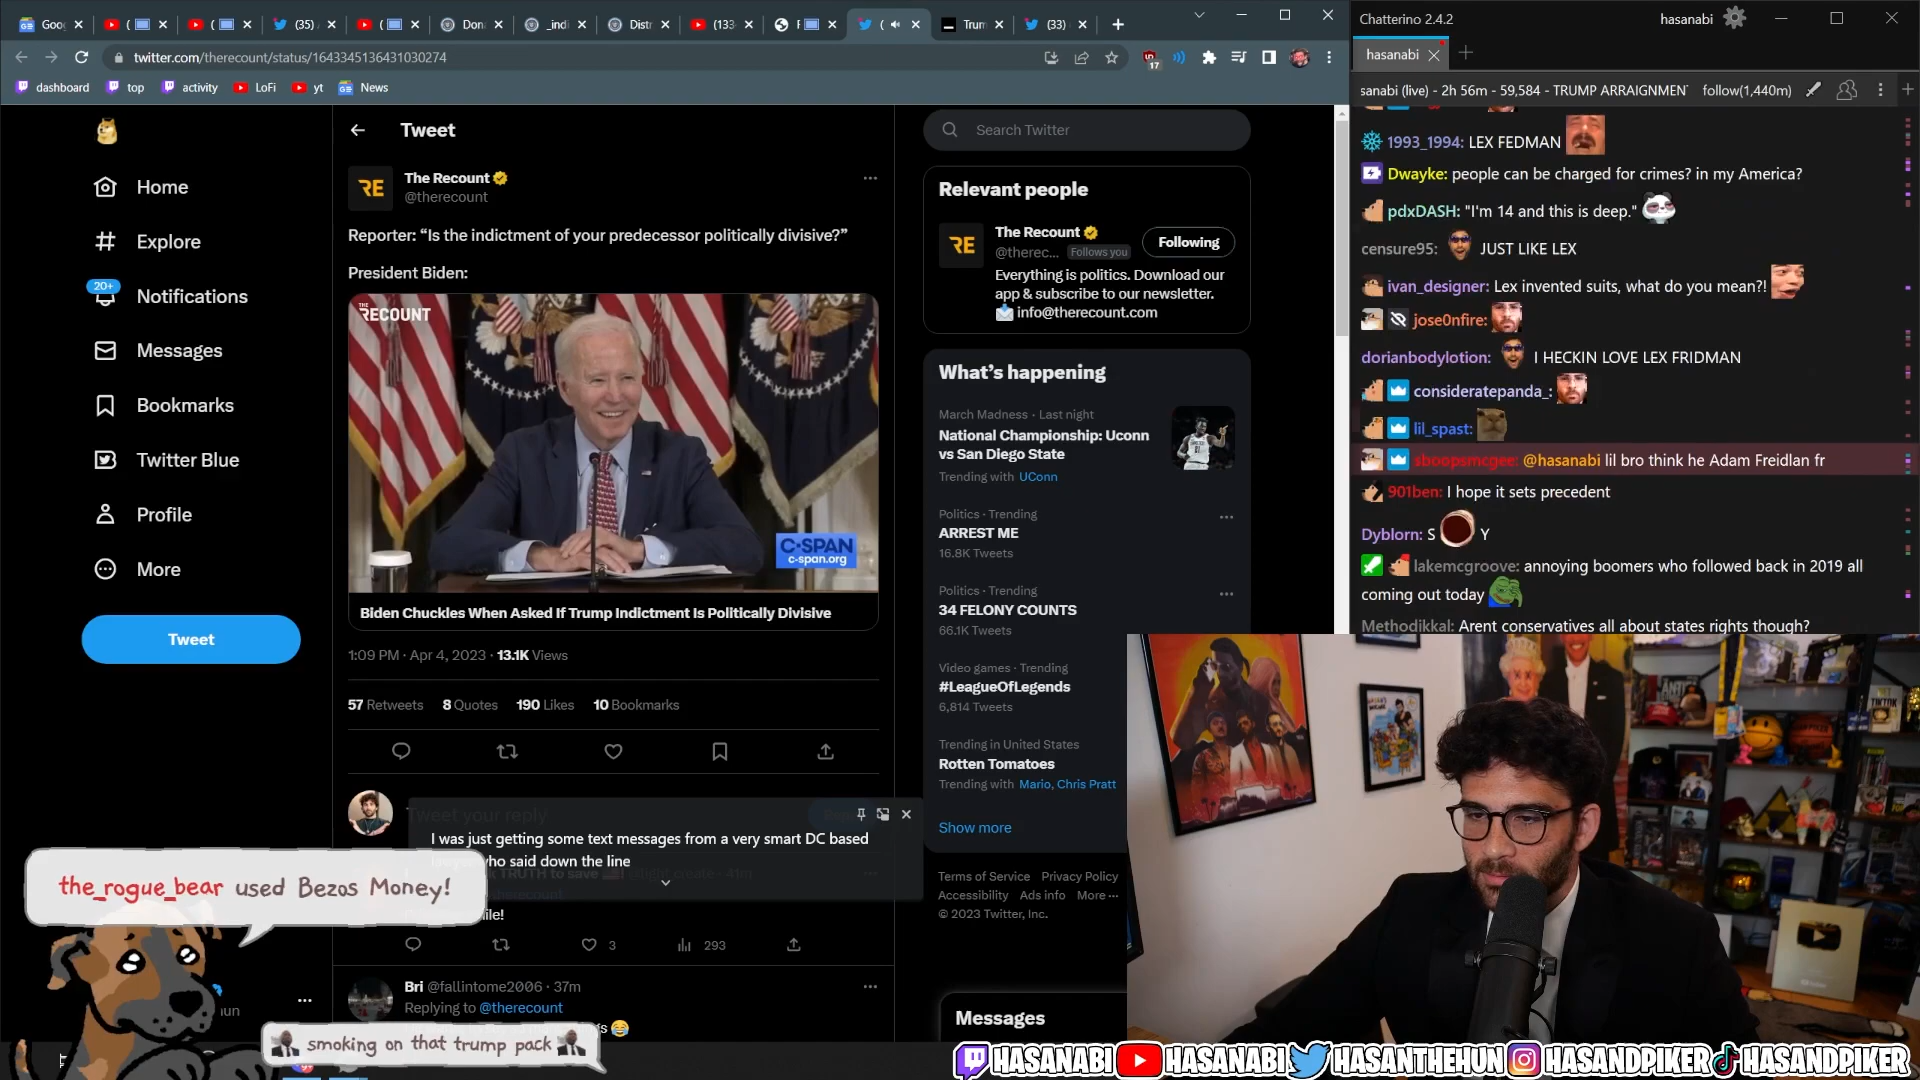 Goog
(35)
Don
_indi
Distr
(133
(
Trum
(33)
twitter.com/therecount/status/1643345136431030274
17
dashboard
top
activity
LoFi
yt
News
Home
Explore
20+
Notifications
Messages
Bookmarks
Twitter Blue
Profile
More
Tweet
Tweet
RE
The Recount
@therecount
Reporter: “Is the indictment of your predecessor politically divisive?”
President Biden:
THE RECOUNT
C-SPAN
c-span.org
Biden Chuckles When Asked If Trump Indictment Is Politically Divisive
1:09 PM · Apr 4, 2023 · 13.1K Views
57 Retweets 8 Quotes 190 Likes 10 Bookmarks
Tweet your reply
I was just getting some text messages from a very smart DC based
who said down the line
3
293
Bri @fallintome2006 · 37m
Replying to @therecount
Search Twitter
Relevant people
RE
The Recount
@therec... Follows you
Following
Everything is politics. Download our
app & subscribe to our newsletter.
info@therecount.com
What’s happening
March Madness · Last night
National Championship: Uconn
vs San Diego State
Trending with UConn
Politics · Trending
ARREST ME
16.8K Tweets
Politics · Trending
34 FELONY COUNTS
66.1K Tweets
Video games · Trending
#LeagueOfLegends
6,814 Tweets
Trending in United States
Rotten Tomatoes
Trending with Mario, Chris Pratt
Show more
Terms of Service Privacy Policy
Accessibility Ads info More ···
© 2023 Twitter, Inc.
Messages
Chatterino 2.4.2
hasanabi
hasanabi
sanabi (live) - 2h 56m - 59,584 - TRUMP ARRAIGNMEN
follow(1,440m)
1993_1994: LEX FEDMAN
Dwayke: people can be charged for crimes? in my America?
pdxDASH: "I'm 14 and this is deep."
censure95: JUST LIKE LEX
ivan_designer: Lex invented suits, what do you mean?!
jose0nfire:
dorianbodylotion: I HECKIN LOVE LEX FRIDMAN
consideratepanda_:
lil_spast:
sboopsmcgee: @hasanabi lil bro think he Adam Freidlan fr
901ben: I hope it sets precedent
Dyblorn: S Y
lakemcgroove: annoying boomers who followed back in 2019 all
coming out today
Methodikkal: Arent conservatives all about states rights though?
the_rogue_bear used Bezos Money!
smoking on that trump pack
HASANABI HASANABI HASANTHEHUN HASANDPIKER HASANDPIKER